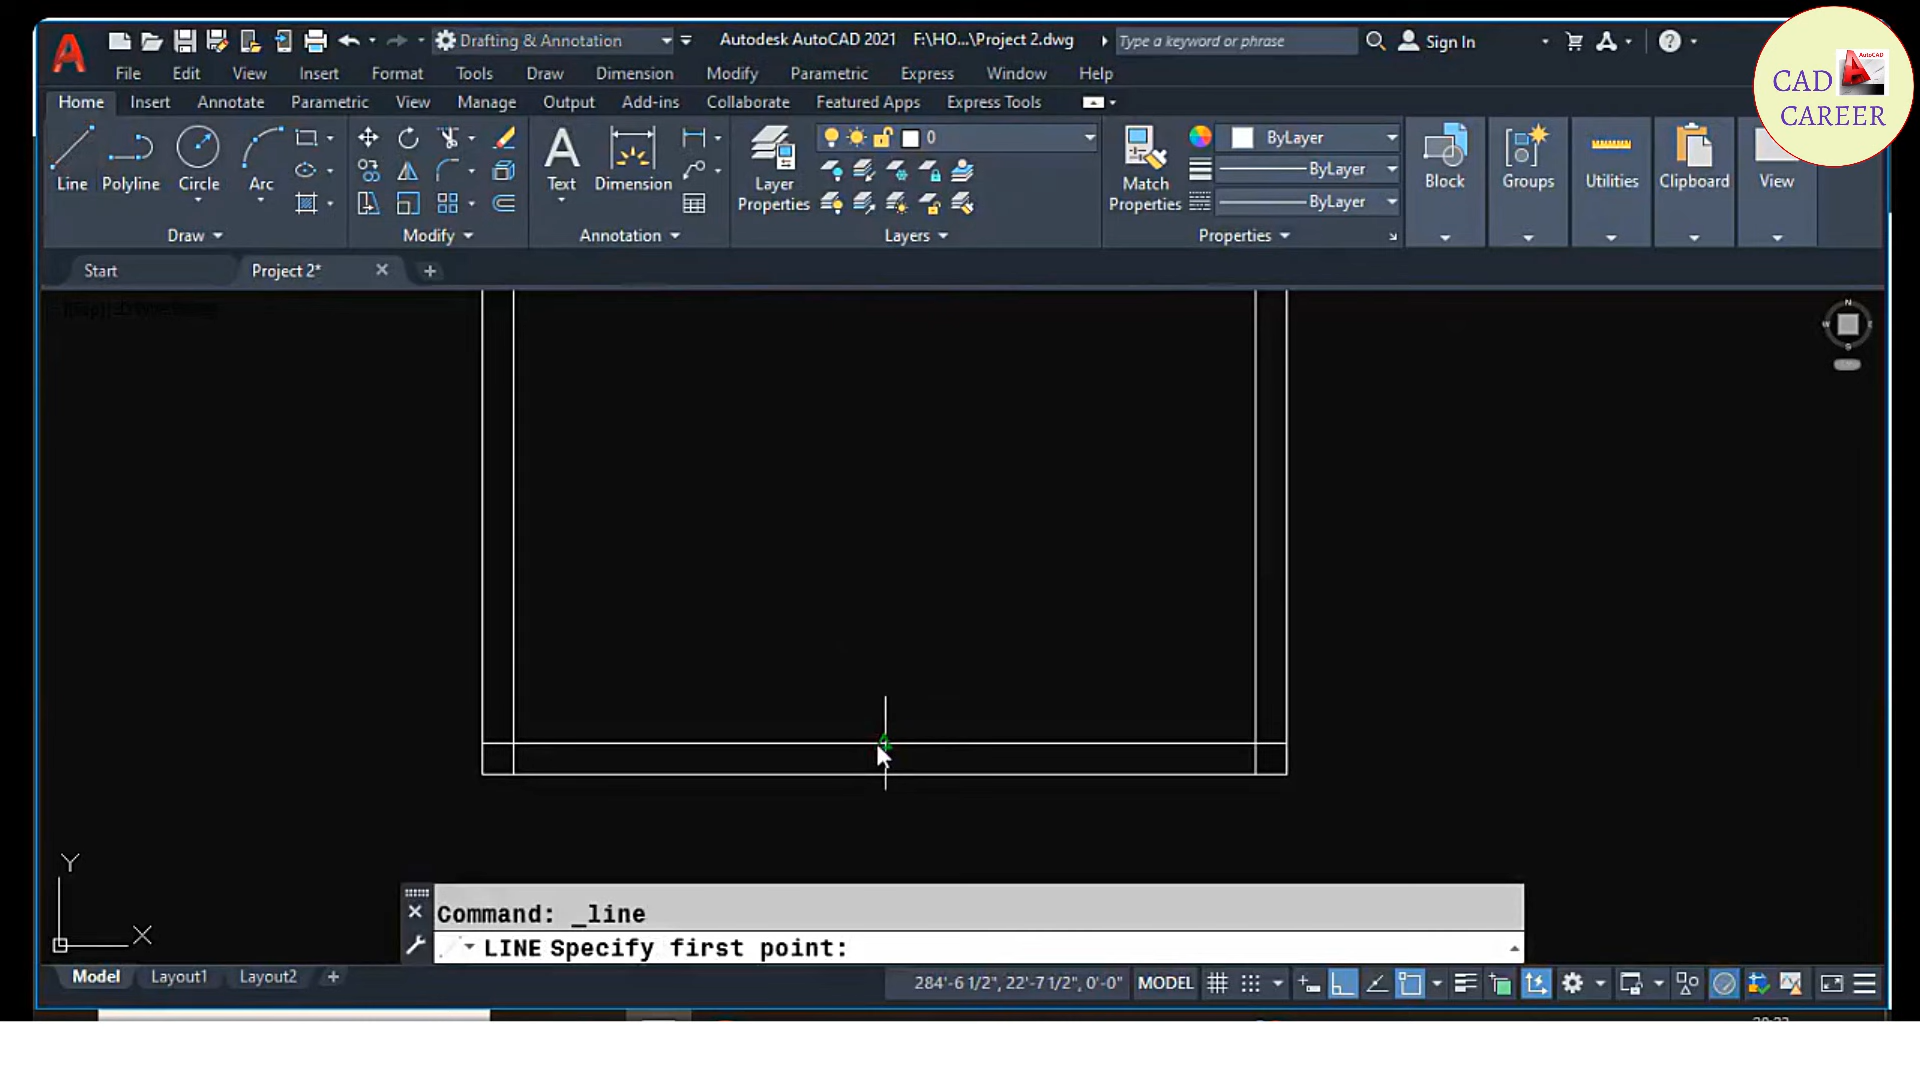 Drafting & Annotation
Autodesk AutoCAD 2021 F:\HO...\Project 2.dwg
Type a keyword or phrase
Sign In
AutoCAD
CAD
CAREER
File Edit View Insert Format Tools Draw Dimension Modify Parametric Express Window Help
Home Insert Annotate Parametric View Manage Output Add-ins Collaborate Featured Apps Express Tools
0
ByLayer
ByLayer
ByLayer
Line Polyline Circle Arc
Text Dimension
Layer
Properties
Match
Properties
Block Groups Utilities Clipboard View
Draw Modify Annotation Layers Properties
Start Project 2*
N
W
S
Y
X
Command: _line
LINE Specify first point:
Model Layout1 Layout2 +
284'-6 1/2", 22'-7 1/2", 0'-0" MODEL